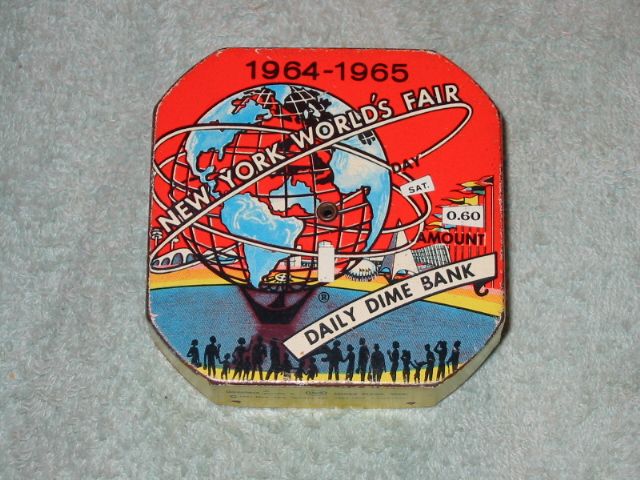 1964-1965
NEW YORK WORLD'S FAIR
DAY
SAT.
0.60
AMOUNT
®
DAILY DIME BANK